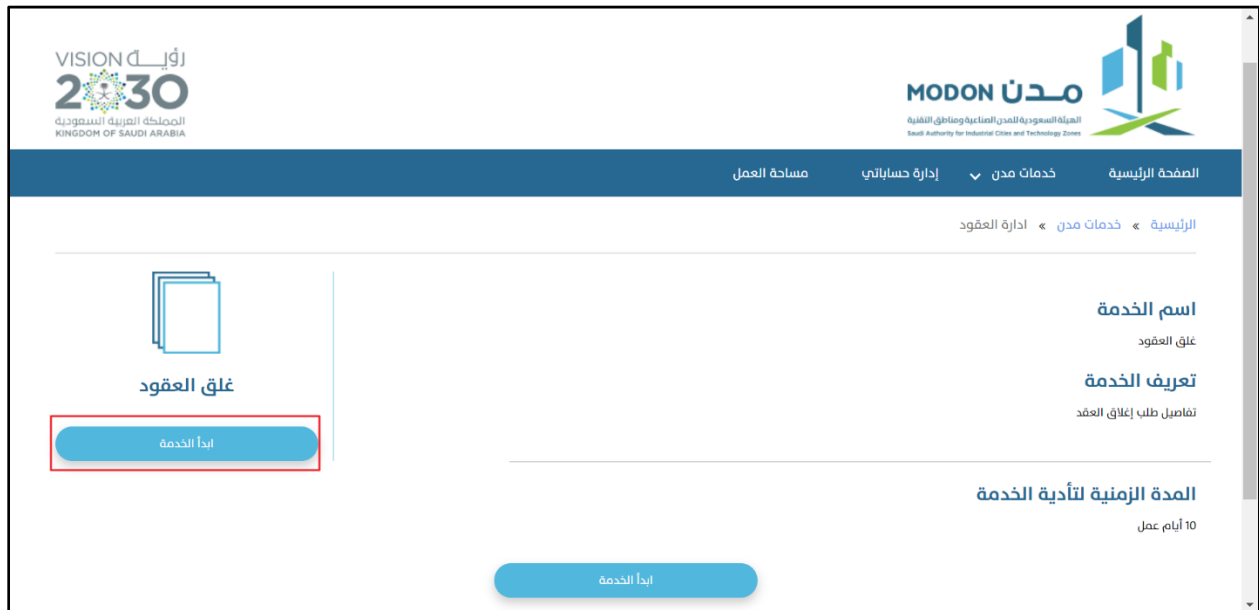 رؤيــة VISION
2030
المملكة العربية السعودية
KINGDOM OF SAUDI ARABIA
مــدن MODON
الهيئة السعودية للمدن الصناعية ومناطق التقنية
Saudi Authority for Industrial Cities and Technology Zones
الصفحة الرئيسية خدمات مدن إدارة حساباتي مساحة العمل
الرئيسية » خدمات مدن » ادارة العقود
اسم الخدمة
غلق العقود
تعريف الخدمة
تفاصيل طلب إغلاق العقد
غلق العقود
ابدأ الخدمة
المدة الزمنية لتأدية الخدمة
10 أيام عمل
ابدأ الخدمة